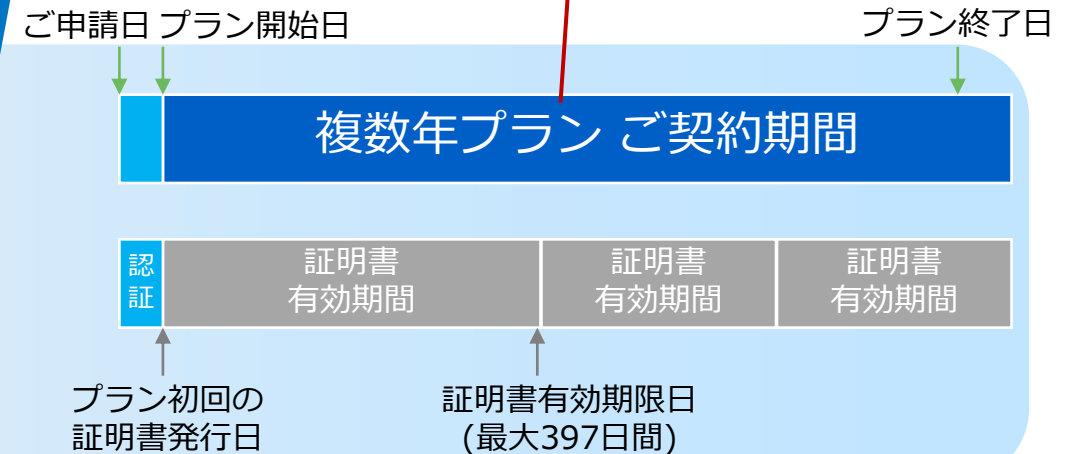 ご申請日 プラン開始日
プラン終了日
複数年プラン ご契約期間
認
証
証明書
有効期間
証明書
有効期間
証明書
有効期間
プラン初回の
証明書発行日
証明書有効期限日
(最大397日間)